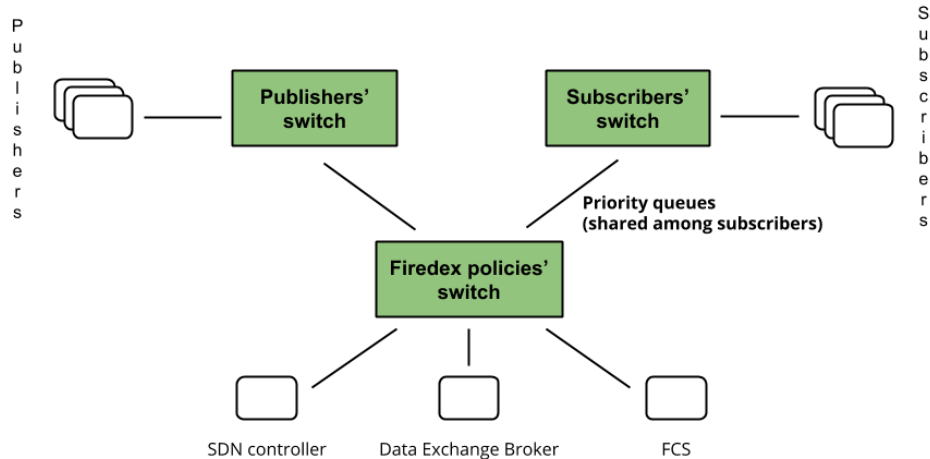 Publishers
Subscribers
Publishers’
switch
Subscribers’
switch
Priority queues
(shared among subscribers)
Firedex policies’
switch
SDN controller
Data Exchange Broker
FCS